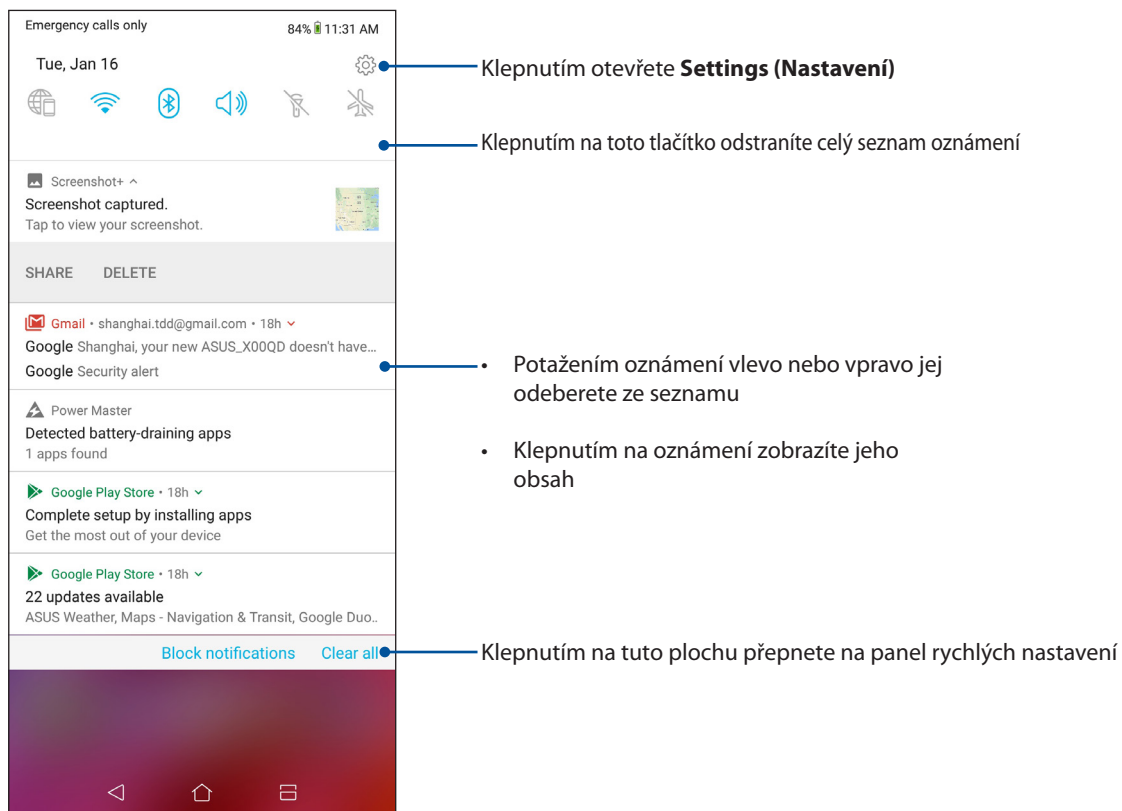 Emergency calls only 84% 11:31 AM
Tue, Jan 16
Klepnutím otevřete Settings (Nastavení)
Klepnutím na toto tlačítko odstraníte celý seznam oznámení
Screenshot+
Screenshot captured.
Tap to view your screenshot.
SHARE DELETE
Gmail • shanghai.tdd@gmail.com • 18h
Google Shanghai, your new ASUS_X00QD doesn't have...
Google Security alert
• Potažením oznámení vlevo nebo vpravo jej
odeberete ze seznamu
• Klepnutím na oznámení zobrazíte jeho
obsah
Power Master
Detected battery-draining apps
1 apps found
Google Play Store • 18h
Complete setup by installing apps
Get the most out of your device
Google Play Store • 18h
22 updates available
ASUS Weather, Maps - Navigation & Transit, Google Duo..
Block notifications Clear all
Klepnutím na tuto plochu přepnete na panel rychlých nastavení